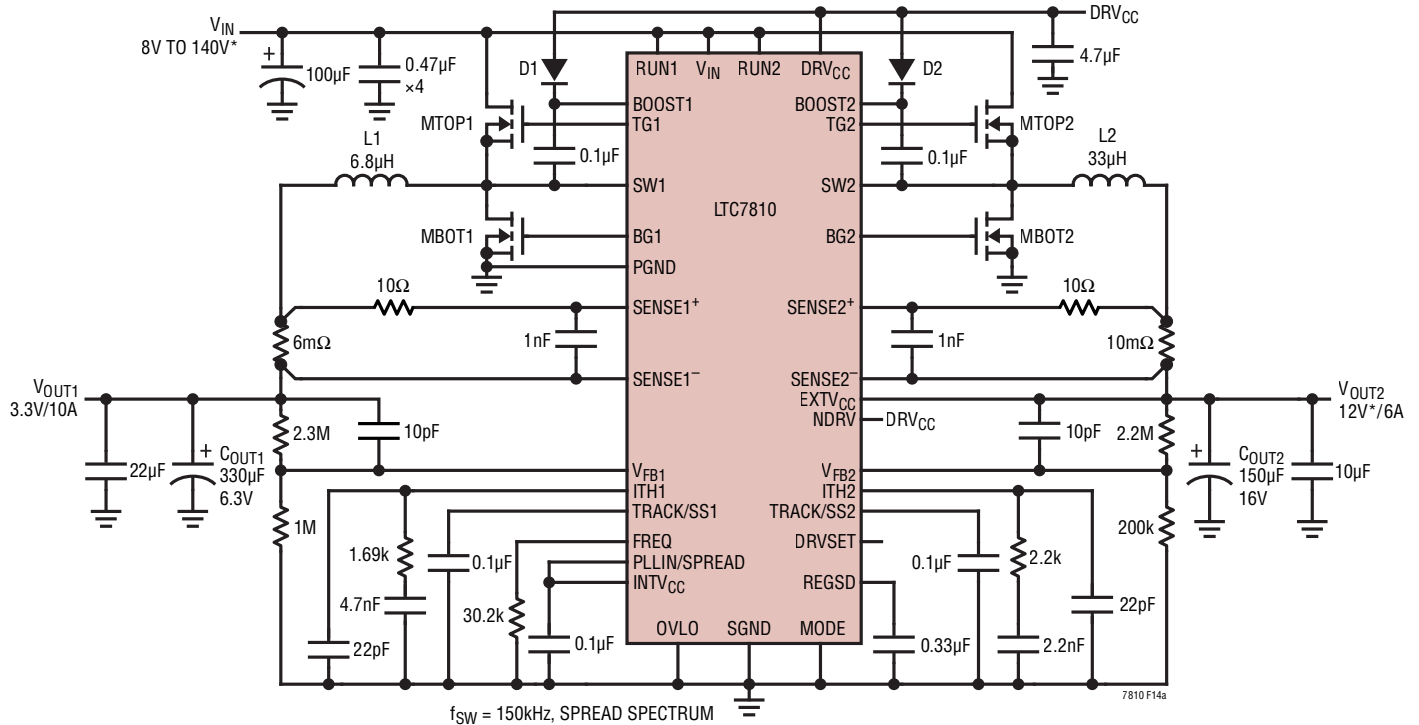 DRVCC
VIN
8V TO 140V*
+
100µF
0.47µF
×4
D1
RUN1
VIN
RUN2
DRVCC
D2
4.7µF
BOOST1
BOOST2
MTOP1
TG1
TG2
MTOP2
L1
6.8µH
0.1µF
0.1µF
L2
33µH
SW1
SW2
LTC7810
MBOT1
BG1
BG2
MBOT2
PGND
10Ω
SENSE1+
SENSE2+
10Ω
6mΩ
1nF
1nF
10mΩ
SENSE1–
SENSE2–
VOUT1
3.3V/10A
EXTVCC
VOUT2
12V*/6A
NDRV
DRVCC
2.3M
10pF
10pF
2.2M
22µF
+
COUT1
330µF
6.3V
+
COUT2
150µF
16V
10µF
VFB1
VFB2
ITH1
ITH2
TRACK/SS1
TRACK/SS2
1M
200k
1.69k
0.1µF
FREQ
DRVSET
0.1µF
2.2k
PLLIN/SPREAD
INTVCC
REGSD
4.7nF
30.2k
22pF
22pF
0.1µF
OVLO
SGND
MODE
0.33µF
2.2nF
7810 F14a
fSW = 150kHz, SPREAD SPECTRUM